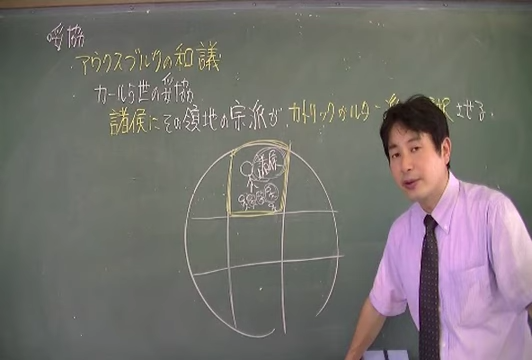 妥協
・アウクスブルクの和議
カール5世の妥協
諸侯にその領地の宗派が、カトリックかルター させる。
諸侯